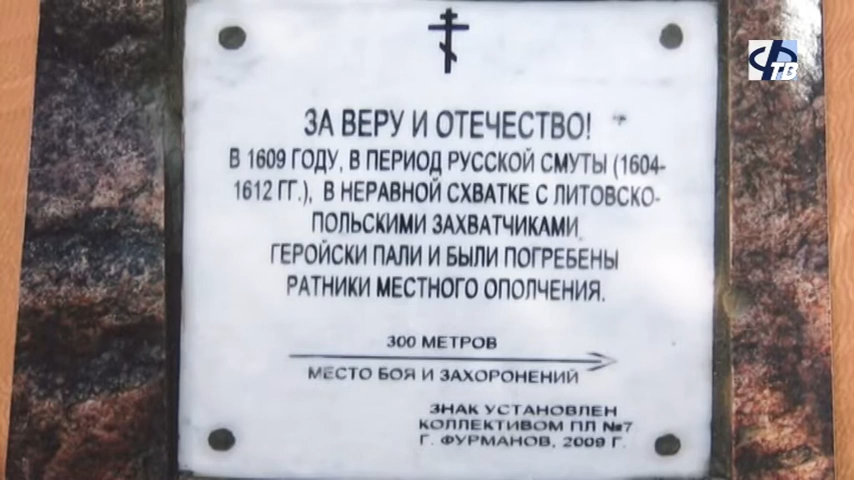 ТВ
ЗА ВЕРУ И ОТЕЧЕСТВО!
В 1609 ГОДУ, В ПЕРИОД РУССКОЙ СМУТЫ (1604-
1612 ГГ.), В НЕРАВНОЙ СХВАТКЕ С ЛИТОВСКО-
ПОЛЬСКИМИ ЗАХВАТЧИКАМИ,
ГЕРОЙСКИ ПАЛИ И БЫЛИ ПОГРЕБЕНЫ
РАТНИКИ МЕСТНОГО ОПОЛЧЕНИЯ.
300 МЕТРОВ
МЕСТО БОЯ И ЗАХОРОНЕНИЙ
ЗНАК УСТАНОВЛЕН
КОЛЛЕКТИВОМ ПЛ №7
Г. ФУРМАНОВ, 2009 Г.